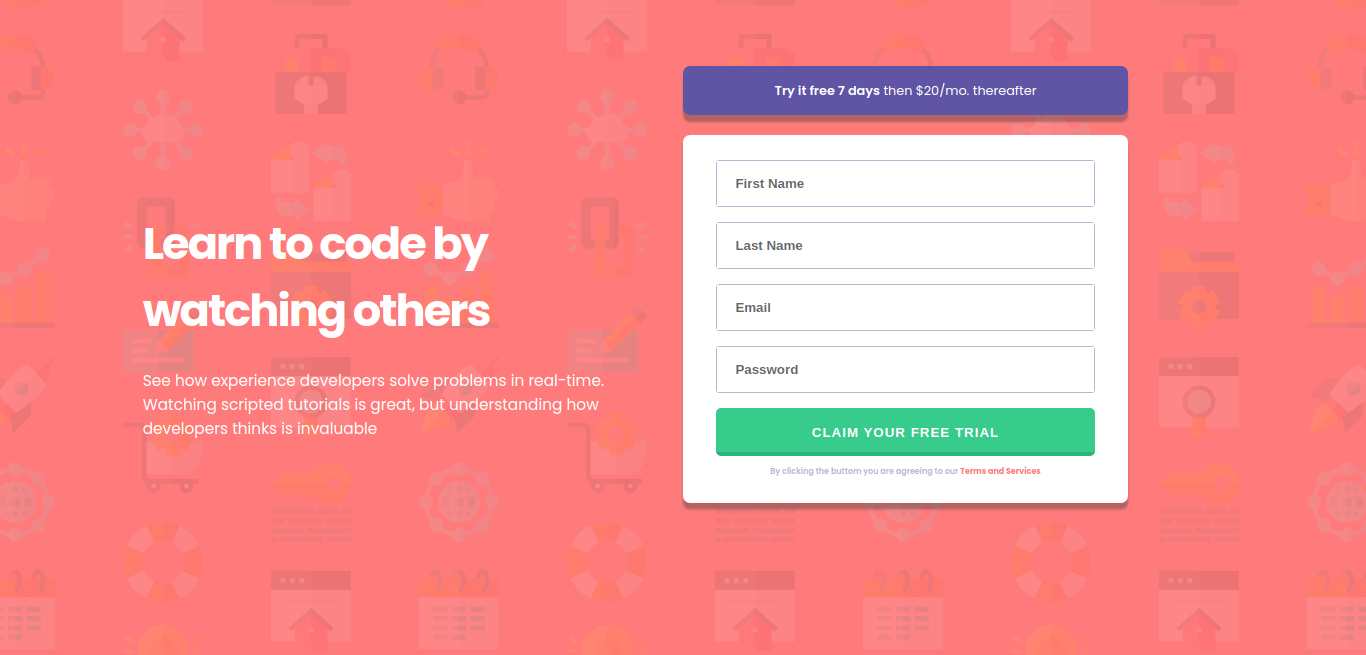 Learn to code by
watching others
See how experience developers solve problems in real-time.
Watching scripted tutorials is great, but understanding how
developers thinks is invaluable
Try it free 7 days then $20/mo. thereafter
First Name
Last Name
Email
Password
CLAIM YOUR FREE TRIAL
By clicking the buttom you are agreeing to our Terms and Services